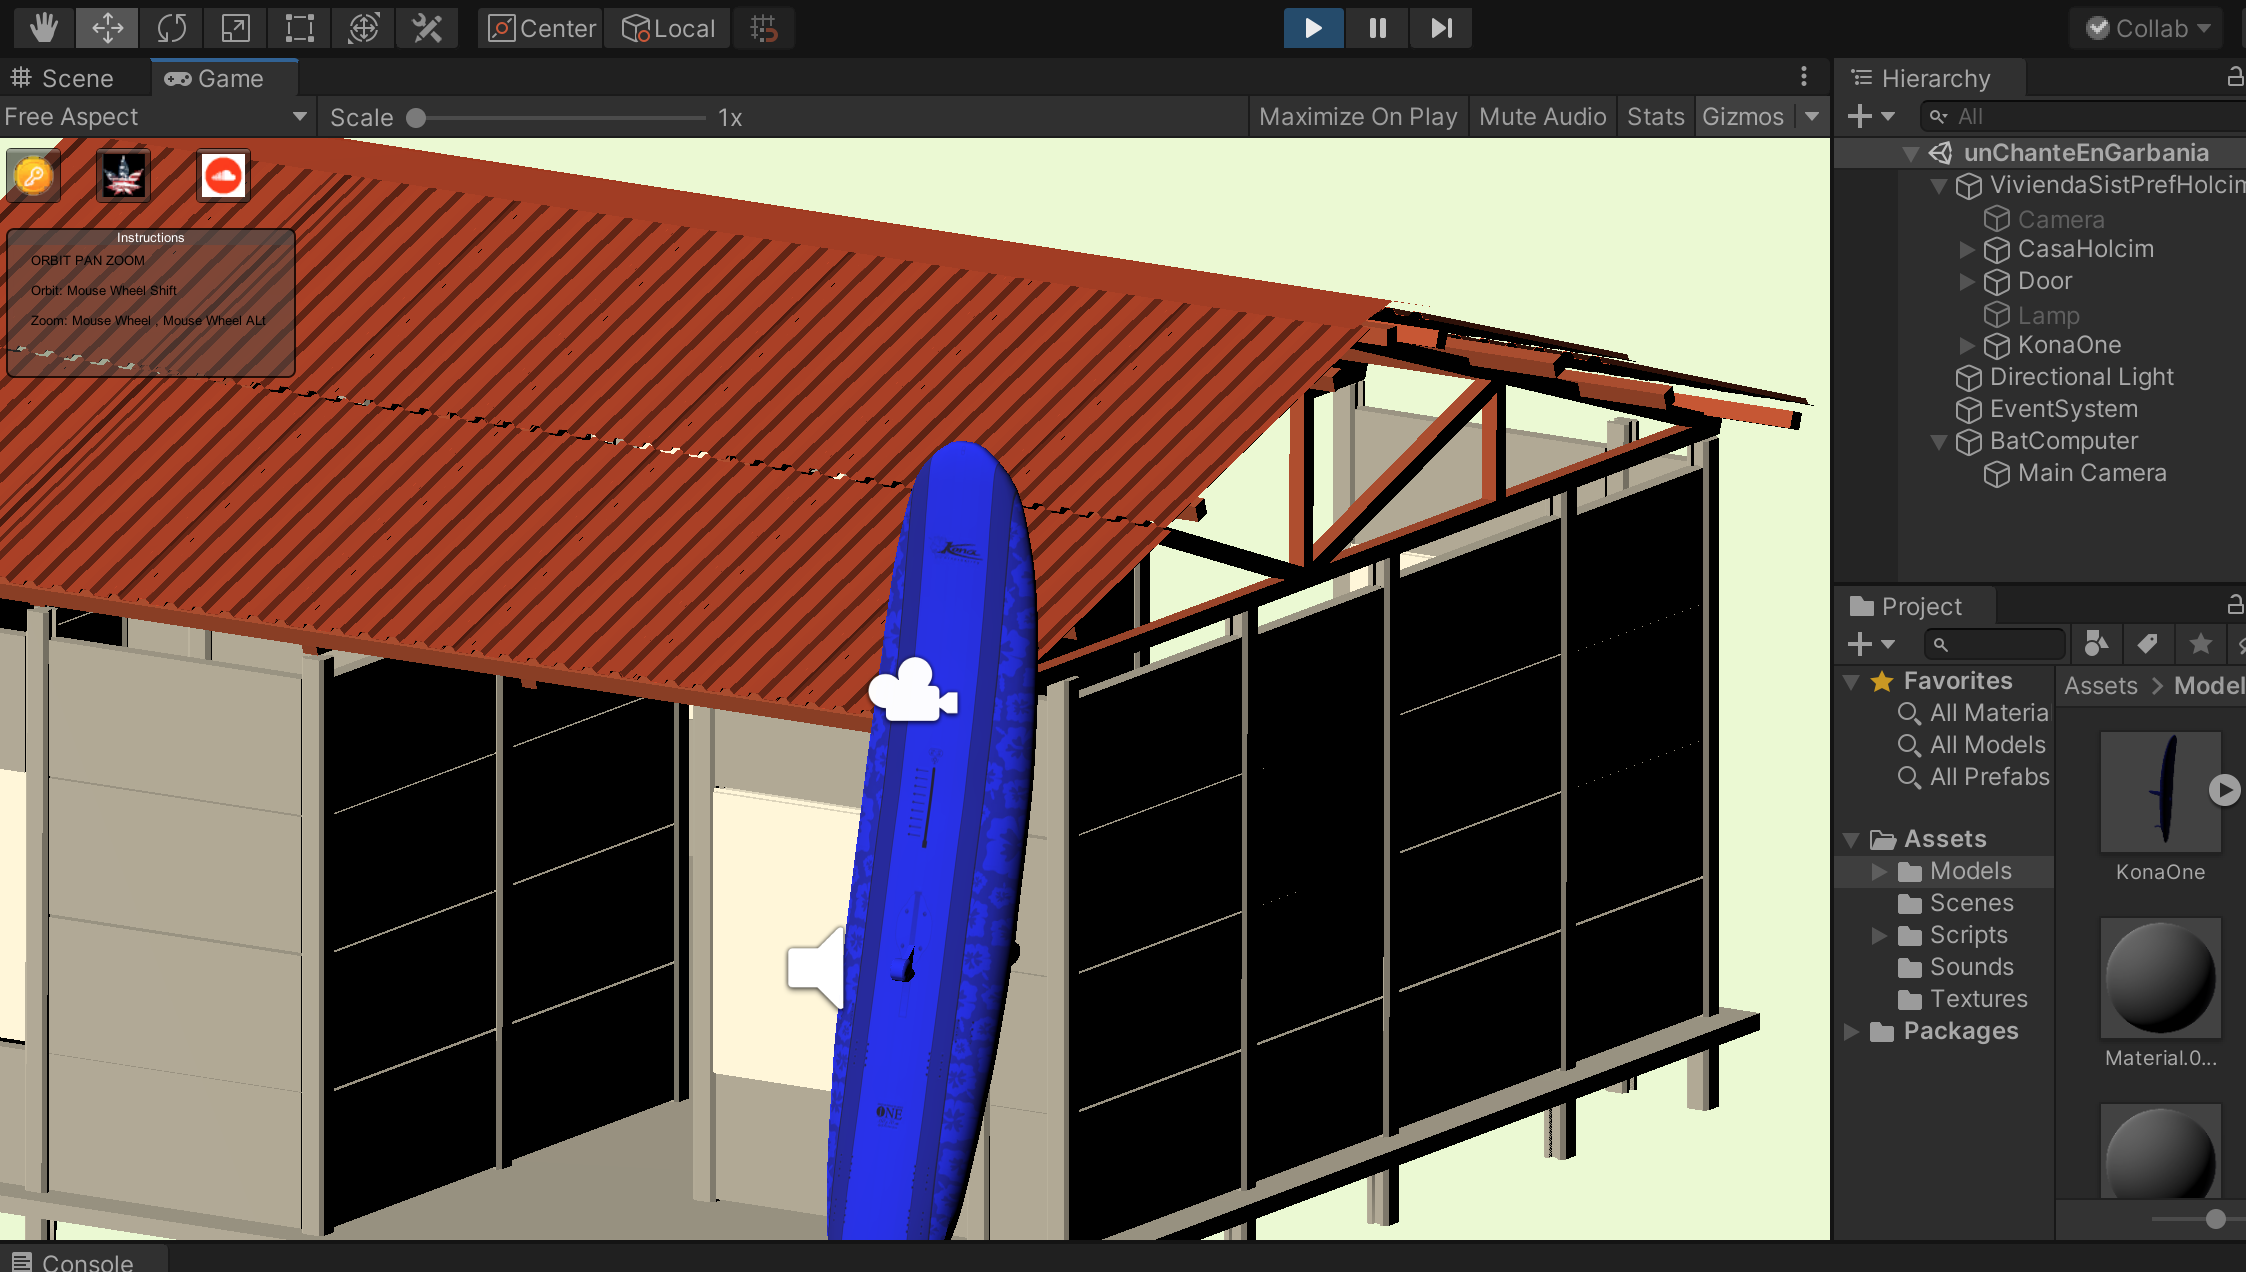 Center
Local
Collab
Scene
Game
Hierarchy
Free Aspect
Scale
1x
Maximize On Play
Mute Audio
Stats
Gizmos
All
unChanteEnGarbania
ViviendaSistPrefHolcim
Camera
CasaHolcim
Door
Lamp
KonaOne
Directional Light
EventSystem
BatComputer
Main Camera
Instructions
ORBIT PAN ZOOM
Orbit: Mouse Wheel Shift
Zoom: Mouse Wheel , Mouse Wheel ALt
Kona
ONE
Project
Favorites
All Materia
All Models
All Prefabs
Assets
Models
Scenes
Scripts
Sounds
Textures
Packages
Assets > Model
KonaOne
Material.0...
Console